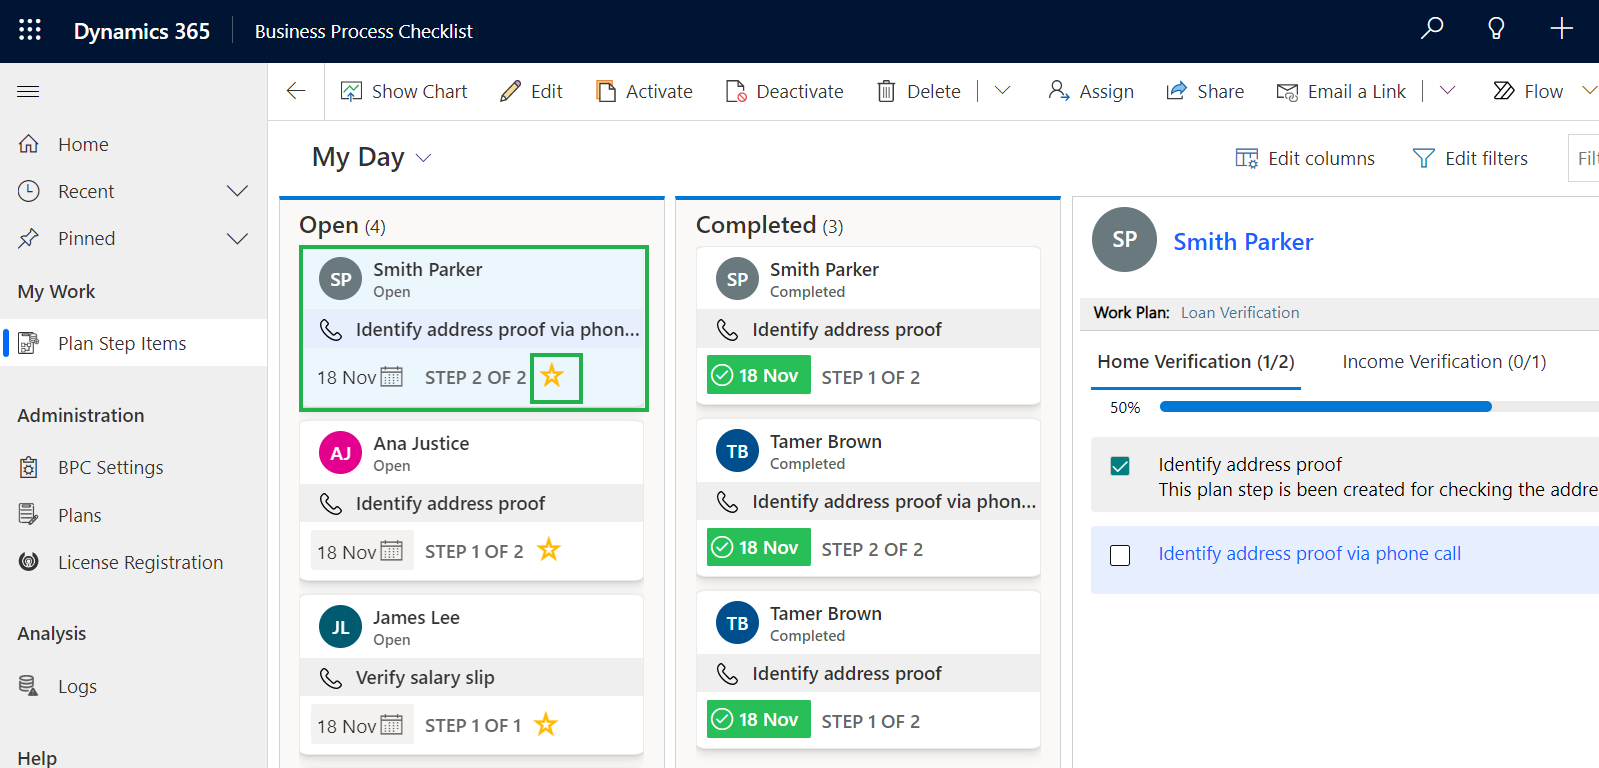 Dynamics 365
Business Process Checklist
Show Chart
Edit
Activate
Deactivate
Delete
Assign
Share
Email a Link
Flow
Home
Recent
Pinned
My Work
Plan Step Items
Administration
BPC Settings
Plans
License Registration
Analysis
Logs
Help
My Day
Edit columns
Edit filters
Filt
Open (4)
SP
Smith Parker
Open
Identify address proof via phon...
18 Nov
STEP 2 OF 2
AJ
Ana Justice
Open
Identify address proof
18 Nov
STEP 1 OF 2
JL
James Lee
Open
Verify salary slip
18 Nov
STEP 1 OF 1
Completed (3)
SP
Smith Parker
Completed
Identify address proof
18 Nov
STEP 1 OF 2
TB
Tamer Brown
Completed
Identify address proof via phon...
18 Nov
STEP 2 OF 2
TB
Tamer Brown
Completed
Identify address proof
18 Nov
STEP 1 OF 2
SP
Smith Parker
Work Plan: Loan Verification
Home Verification (1/2)
Income Verification (0/1)
50%
Identify address proof
This plan step is been created for checking the addre
Identify address proof via phone call